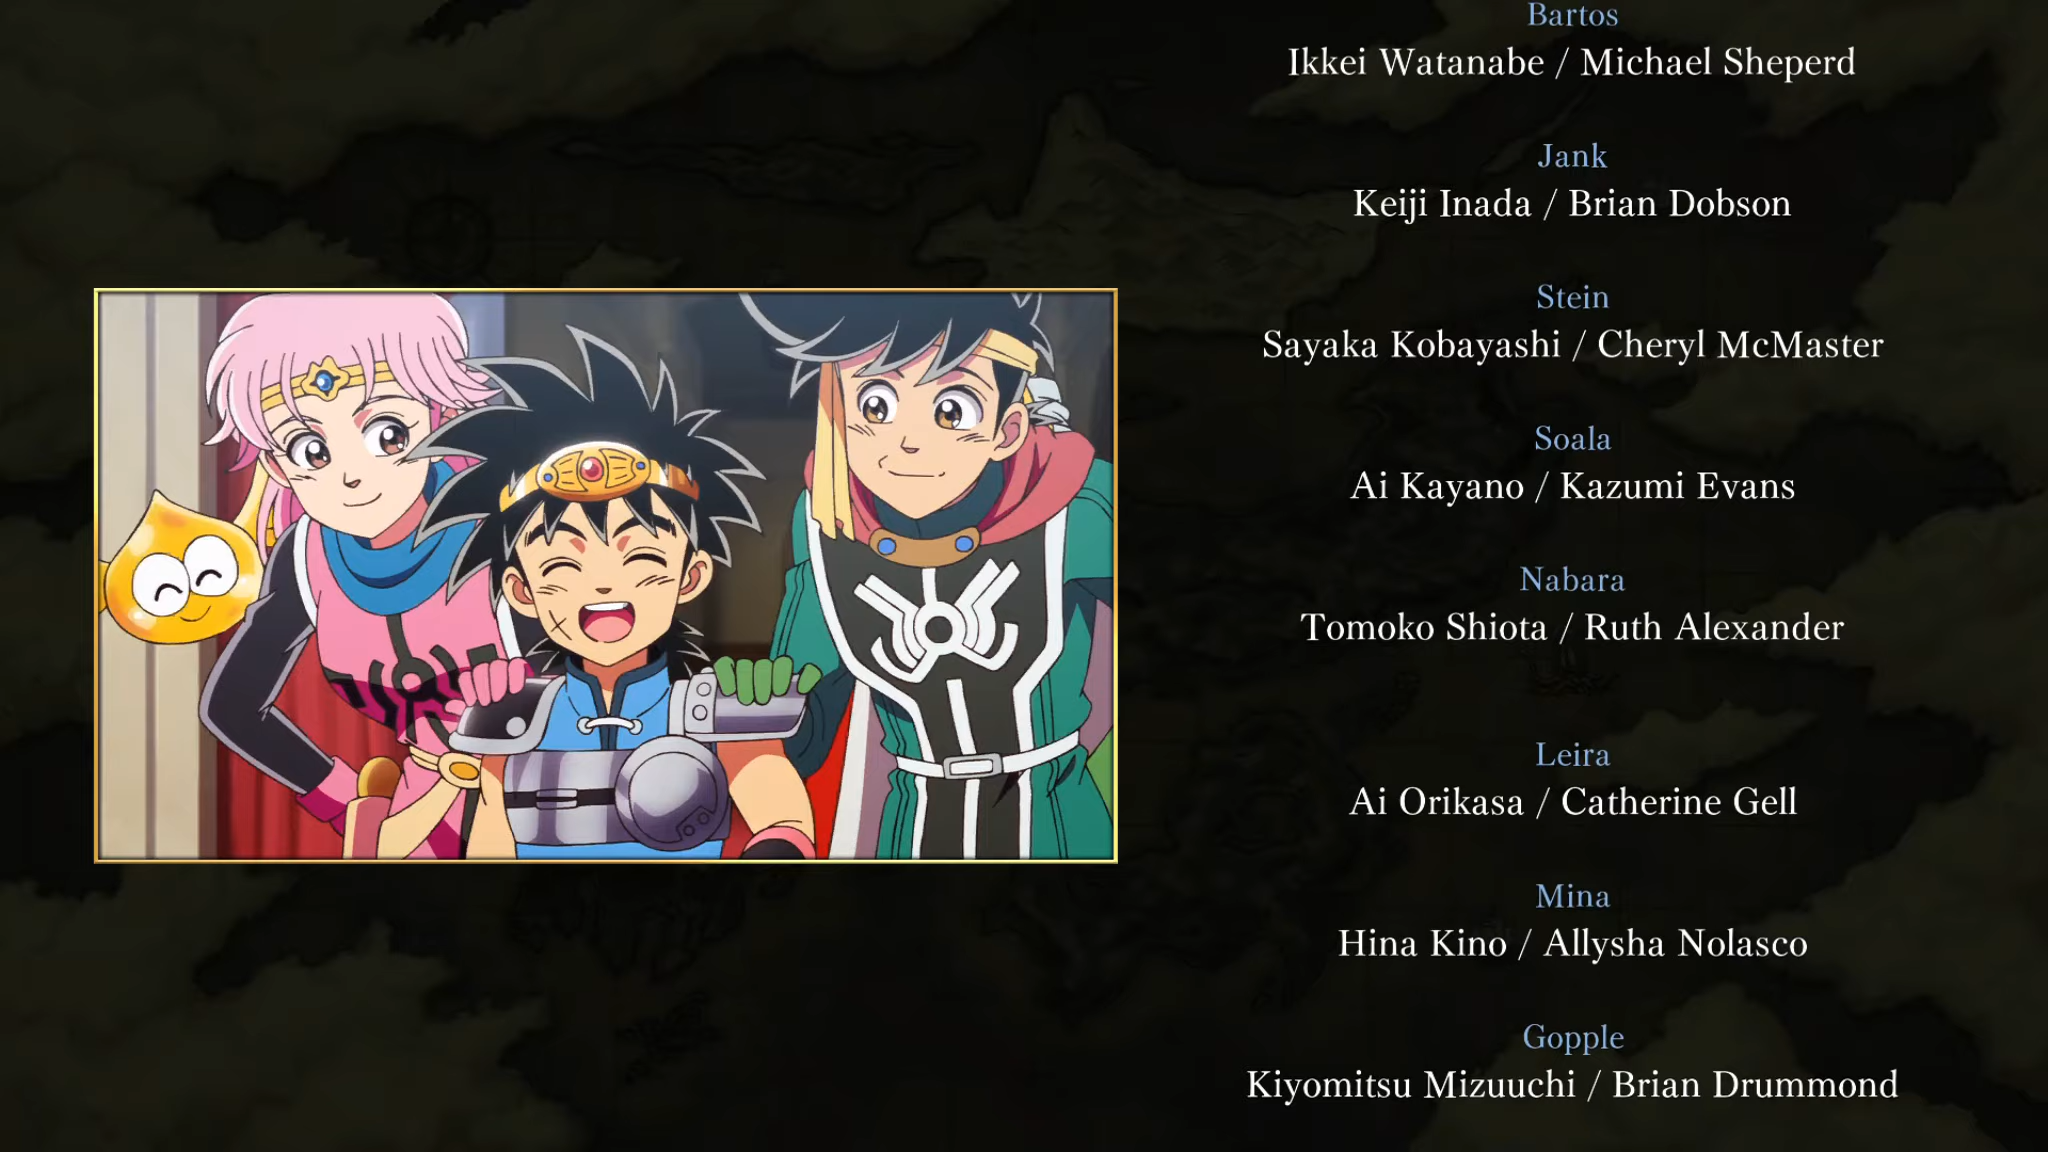 Bartos
Ikkei Watanabe / Michael Sheperd
Jank
Keiji Inada / Brian Dobson
Stein
Sayaka Kobayashi / Cheryl McMaster
Soala
Ai Kayano / Kazumi Evans
Nabara
Tomoko Shiota / Ruth Alexander
Leira
Ai Orikasa / Catherine Gell
Mina
Hina Kino / Allysha Nolasco
Gopple
Kiyomitsu Mizuuchi / Brian Drummond